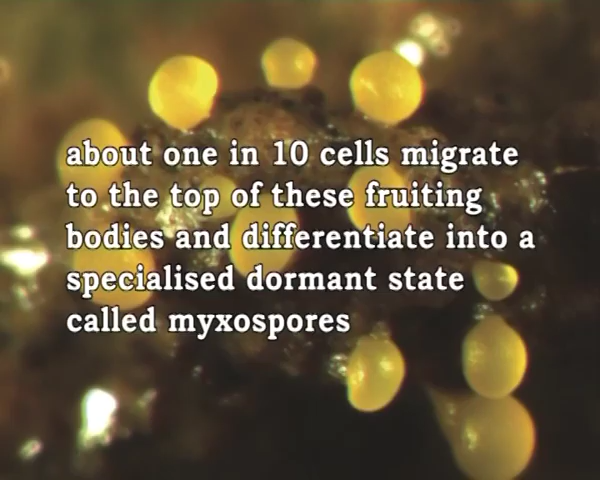 about one in 10 cells migrate
to the top of these fruiting
bodies and differentiate into a
specialised dormant state
called myxospores